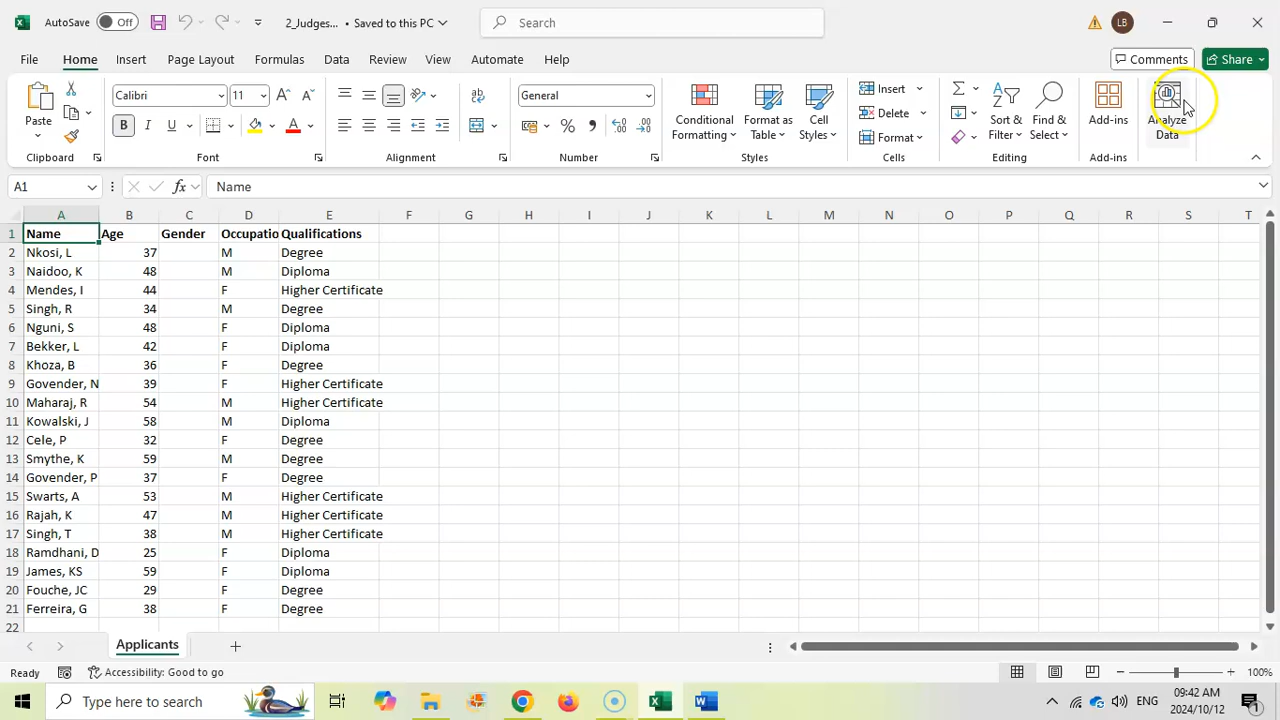 AutoSave Off 2_Judges... • Saved to this PC Search LB
File Home Insert Page Layout Formulas Data Review View Automate Help Comments Share
Paste
Clipboard
Calibri 11
B I U
Font
Alignment
General
Number
Conditional Formatting
Format as Table
Cell Styles
Styles
Insert
Delete
Format
Cells
Sort & Filter
Find & Select
Editing
Add-ins
Add-ins
Analyze Data
A1 fx Name
A B C D E F G H I J K L M N O P Q R S T
1 Name Age Gender Occupatio Qualifications
2 Nkosi, L 37 M Degree
3 Naidoo, K 48 M Diploma
4 Mendes, I 44 F Higher Certificate
5 Singh, R 34 M Degree
6 Nguni, S 48 F Diploma
7 Bekker, L 42 F Diploma
8 Khoza, B 36 F Degree
9 Govender, N 39 F Higher Certificate
10 Maharaj, R 54 M Higher Certificate
11 Kowalski, J 58 M Diploma
12 Cele, P 32 F Degree
13 Smythe, K 59 M Degree
14 Govender, P 37 F Degree
15 Swarts, A 53 M Higher Certificate
16 Rajah, K 47 M Higher Certificate
17 Singh, T 38 M Higher Certificate
18 Ramdhani, D 25 F Diploma
19 James, KS 59 F Diploma
20 Fouche, JC 29 F Degree
21 Ferreira, G 38 F Degree
22
Applicants
Ready Accessibility: Good to go 100%
Type here to search ENG 09:42 AM
2024/10/12 1